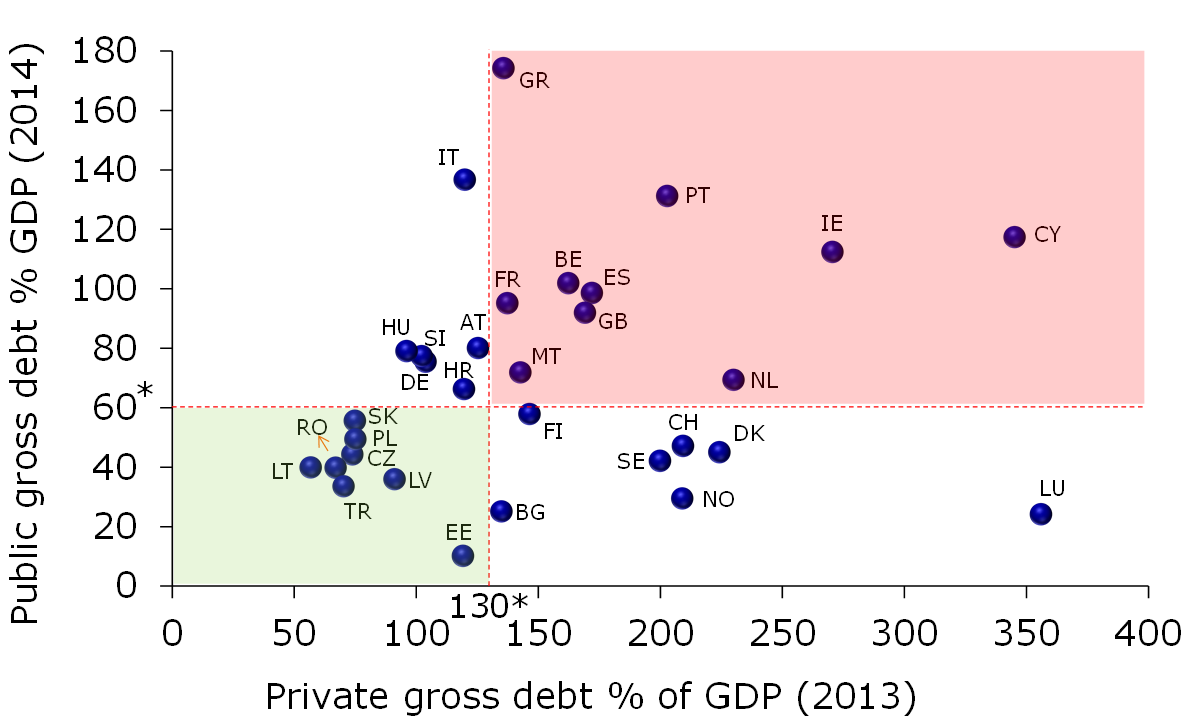 Public gross debt % GDP (2014)
180
160
140
120
100
80
60*
40
20
0
GR
IT
PT
IE
CY
BE
ES
FR
GB
AT
HU
SI
MT
DE
HR
NL
SK
RO
FI
CH
DK
PL
CZ
SE
LT
LV
NO
LU
TR
BG
EE
130*
0 50 100 150 200 250 300 350 400
Private gross debt % of GDP (2013)